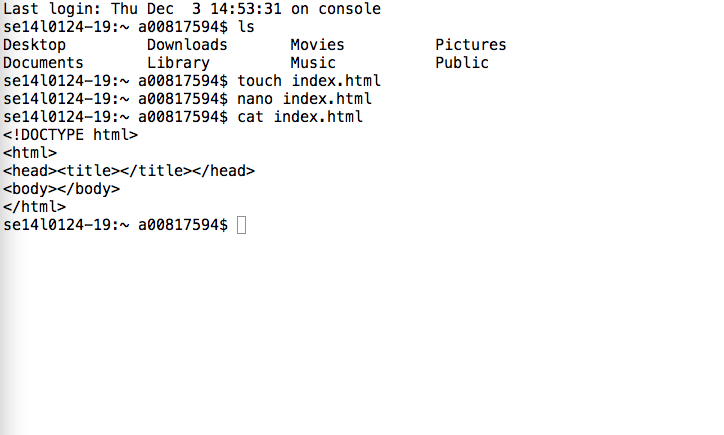 Last login: Thu Dec  3 14:53:31 on console
se14l0124-19:~ a00817594$ ls
Desktop         Downloads       Movies          Pictures
Documents       Library         Music           Public
se14l0124-19:~ a00817594$ touch index.html
se14l0124-19:~ a00817594$ nano index.html
se14l0124-19:~ a00817594$ cat index.html
<!DOCTYPE html>
<html>
<head><title></title></head>
<body></body>
</html>
se14l0124-19:~ a00817594$